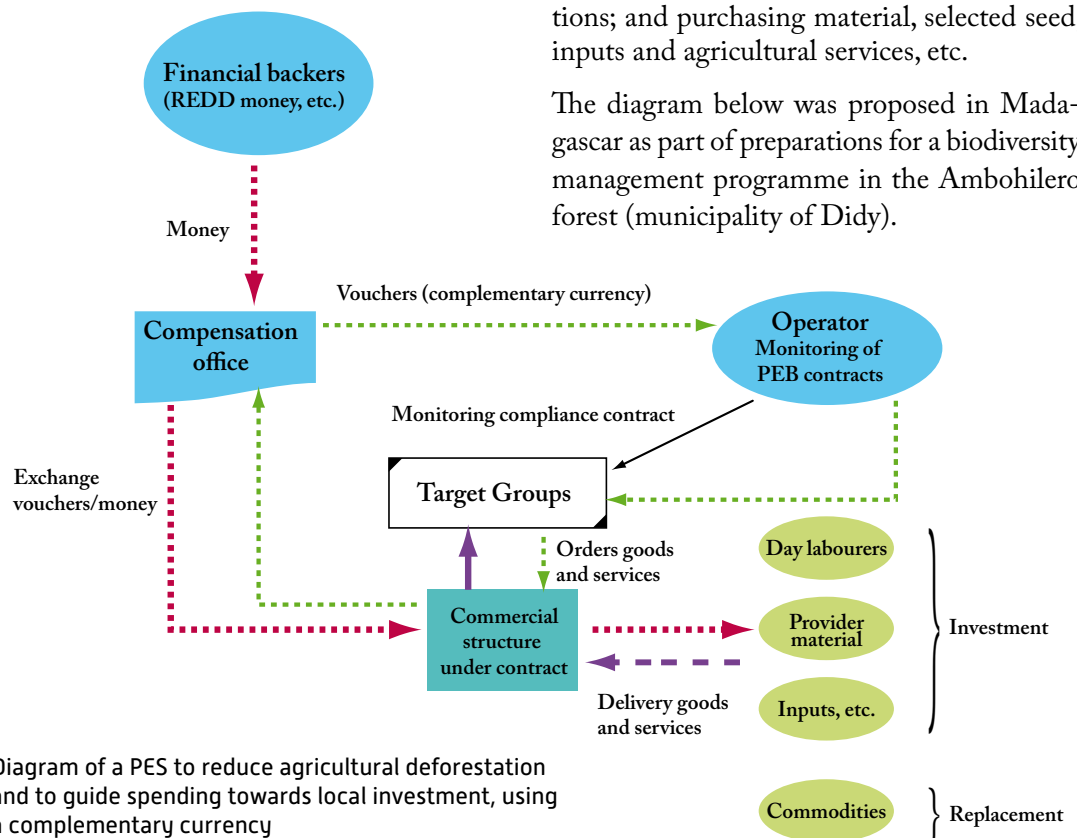 tions; and purchasing material, selected seed
inputs and agricultural services, etc.
The diagram below was proposed in Mada-
gascar as part of preparations for a biodiversity
management programme in the Ambohilero
forest (municipality of Didy).
Financial backers
(REDD money, etc.)
Money
Vouchers (complementary currency)
Compensation
office
Operator
Monitoring of
PEB contracts
Monitoring compliance contract
Exchange
vouchers/money
Target Groups
Orders goods
and services
Day labourers
Commercial
structure
under contract
Provider
material
Investment
Delivery goods
and services
Inputs, etc.
Diagram of a PES to reduce agricultural deforestation
and to guide spending towards local investment, using
a complementary currency
Commodities
Replacement